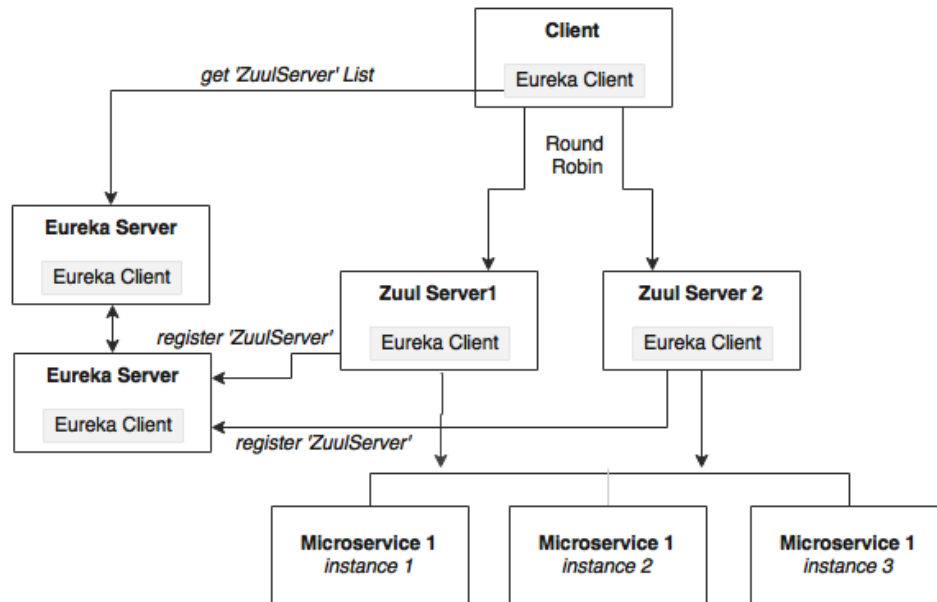 Client
Eureka Client
get 'ZuulServer' List
Round
Robin
Eureka Server
Eureka Client
Zuul Server1
Eureka Client
Zuul Server 2
Eureka Client
register 'ZuulServer'
Eureka Server
Eureka Client
register 'ZuulServer'
Microservice 1
instance 1
Microservice 1
instance 2
Microservice 1
instance 3